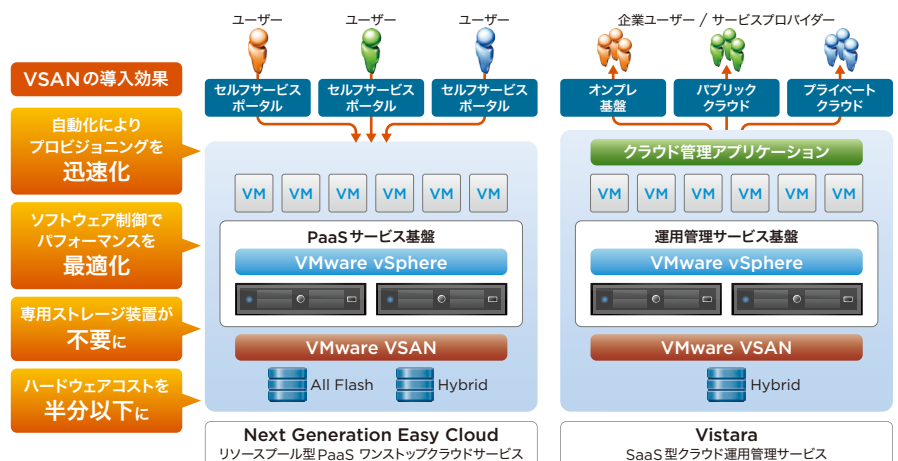 VSANの導入効果
自動化により
プロビジョニングを
迅速化
ソフトウェア制御で
パフォーマンスを
最適化
専用ストレージ装置が
不要に
ハードウェアコストを
半分以下に
ユーザー ユーザー ユーザー
セルフサービス セルフサービス セルフサービス
ポータル ポータル ポータル
VM VM VM VM VM VM
PaaSサービス基盤
VMware vSphere
VMware VSAN
All Flash Hybrid
Next Generation Easy Cloud
リソースプール型PaaS ワンストップクラウドサービス
企業ユーザー / サービスプロバイダー
オンプレ パブリック プライベート
基盤 クラウド クラウド
クラウド管理アプリケーション
VM VM VM VM VM VM
運用管理サービス基盤
VMware vSphere
VMware VSAN
Hybrid
Vistara
SaaS型クラウド運用管理サービス